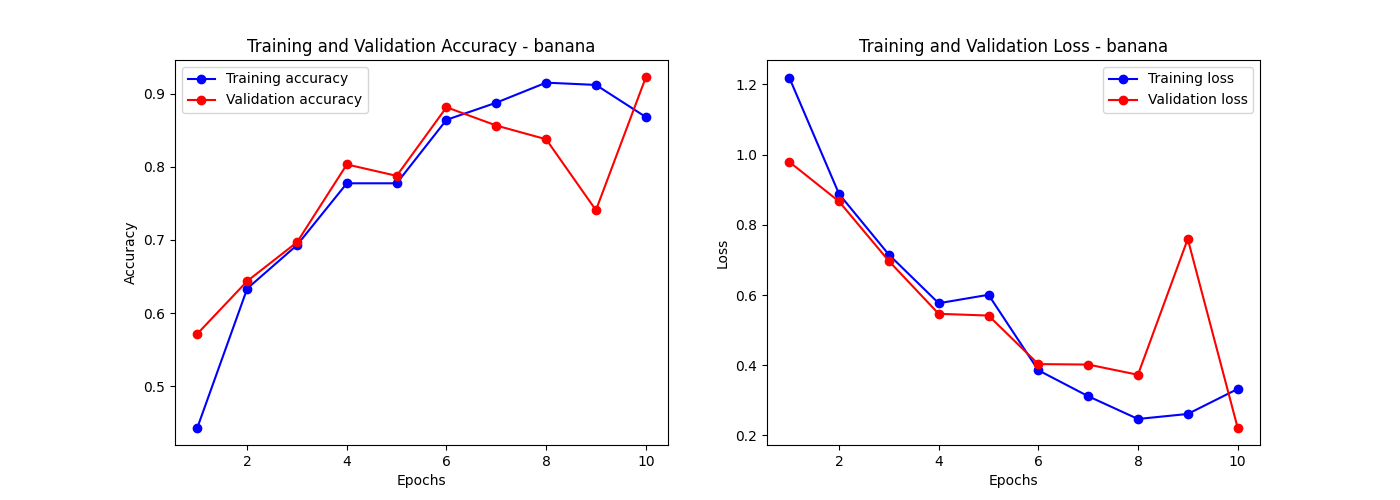 Training and Validation Accuracy - banana
Training accuracy
Validation accuracy
Accuracy
0.9
0.8
0.7
0.6
0.5
2 4 6 8 10
Epochs
Training and Validation Loss - banana
Training loss
Validation loss
Loss
1.2
1.0
0.8
0.6
0.4
0.2
2 4 6 8 10
Epochs